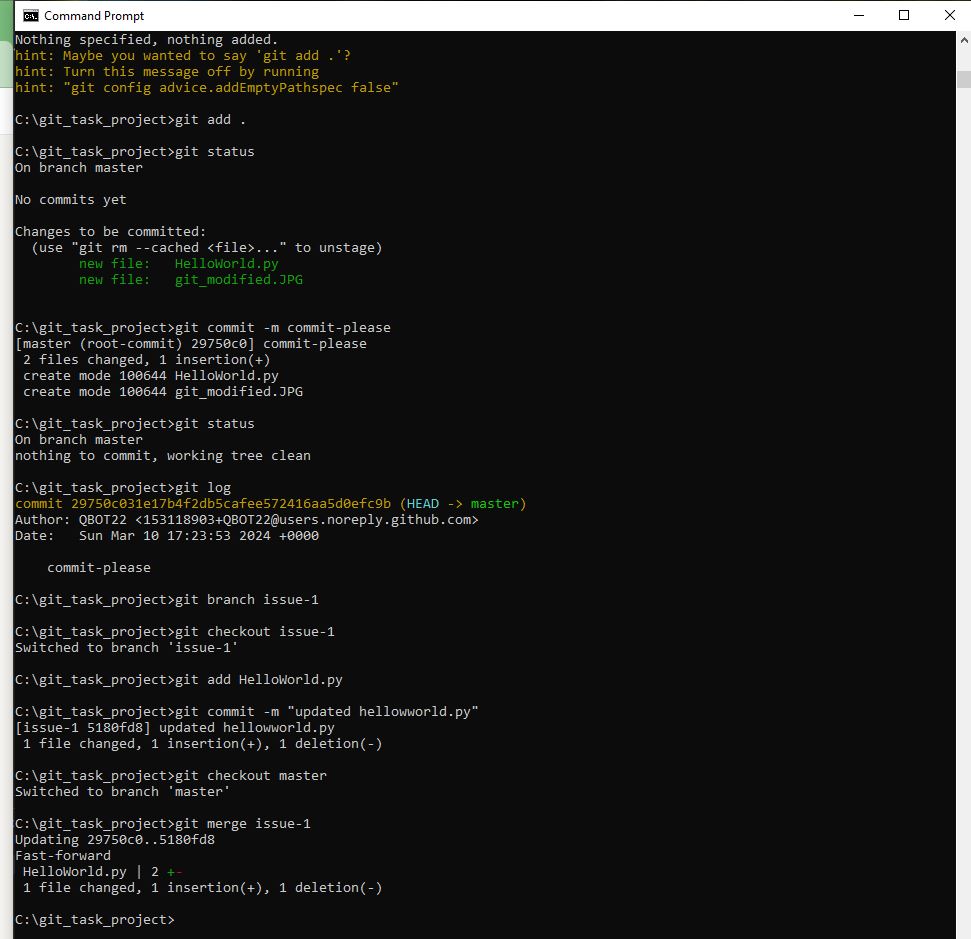 Command Prompt
Nothing specified, nothing added.
hint: Maybe you wanted to say 'git add .'?
hint: Turn this message off by running
hint: "git config advice.addEmptyPathspec false"
C:\git_task_project>git add .
C:\git_task_project>git status
On branch master
No commits yet
Changes to be committed:
  (use "git rm --cached <file>..." to unstage)
        new file:   HelloWorld.py
        new file:   git_modified.JPG
C:\git_task_project>git commit -m commit-please
[master (root-commit) 29750c0] commit-please
 2 files changed, 1 insertion(+)
 create mode 100644 HelloWorld.py
 create mode 100644 git_modified.JPG
C:\git_task_project>git status
On branch master
nothing to commit, working tree clean
C:\git_task_project>git log
commit 29750c031e17b4f2db5cafee572416aa5d0efc9b (HEAD -> master)
Author: QBOT22 <153118903+QBOT22@users.noreply.github.com>
Date:   Sun Mar 10 17:23:53 2024 +0000
    commit-please
C:\git_task_project>git branch issue-1
C:\git_task_project>git checkout issue-1
Switched to branch 'issue-1'
C:\git_task_project>git add HelloWorld.py
C:\git_task_project>git commit -m "updated hellowworld.py"
[issue-1 5180fd8] updated hellowworld.py
 1 file changed, 1 insertion(+), 1 deletion(-)
C:\git_task_project>git checkout master
Switched to branch 'master'
C:\git_task_project>git merge issue-1
Updating 29750c0..5180fd8
Fast-forward
 HelloWorld.py | 2 +-
 1 file changed, 1 insertion(+), 1 deletion(-)
C:\git_task_project>